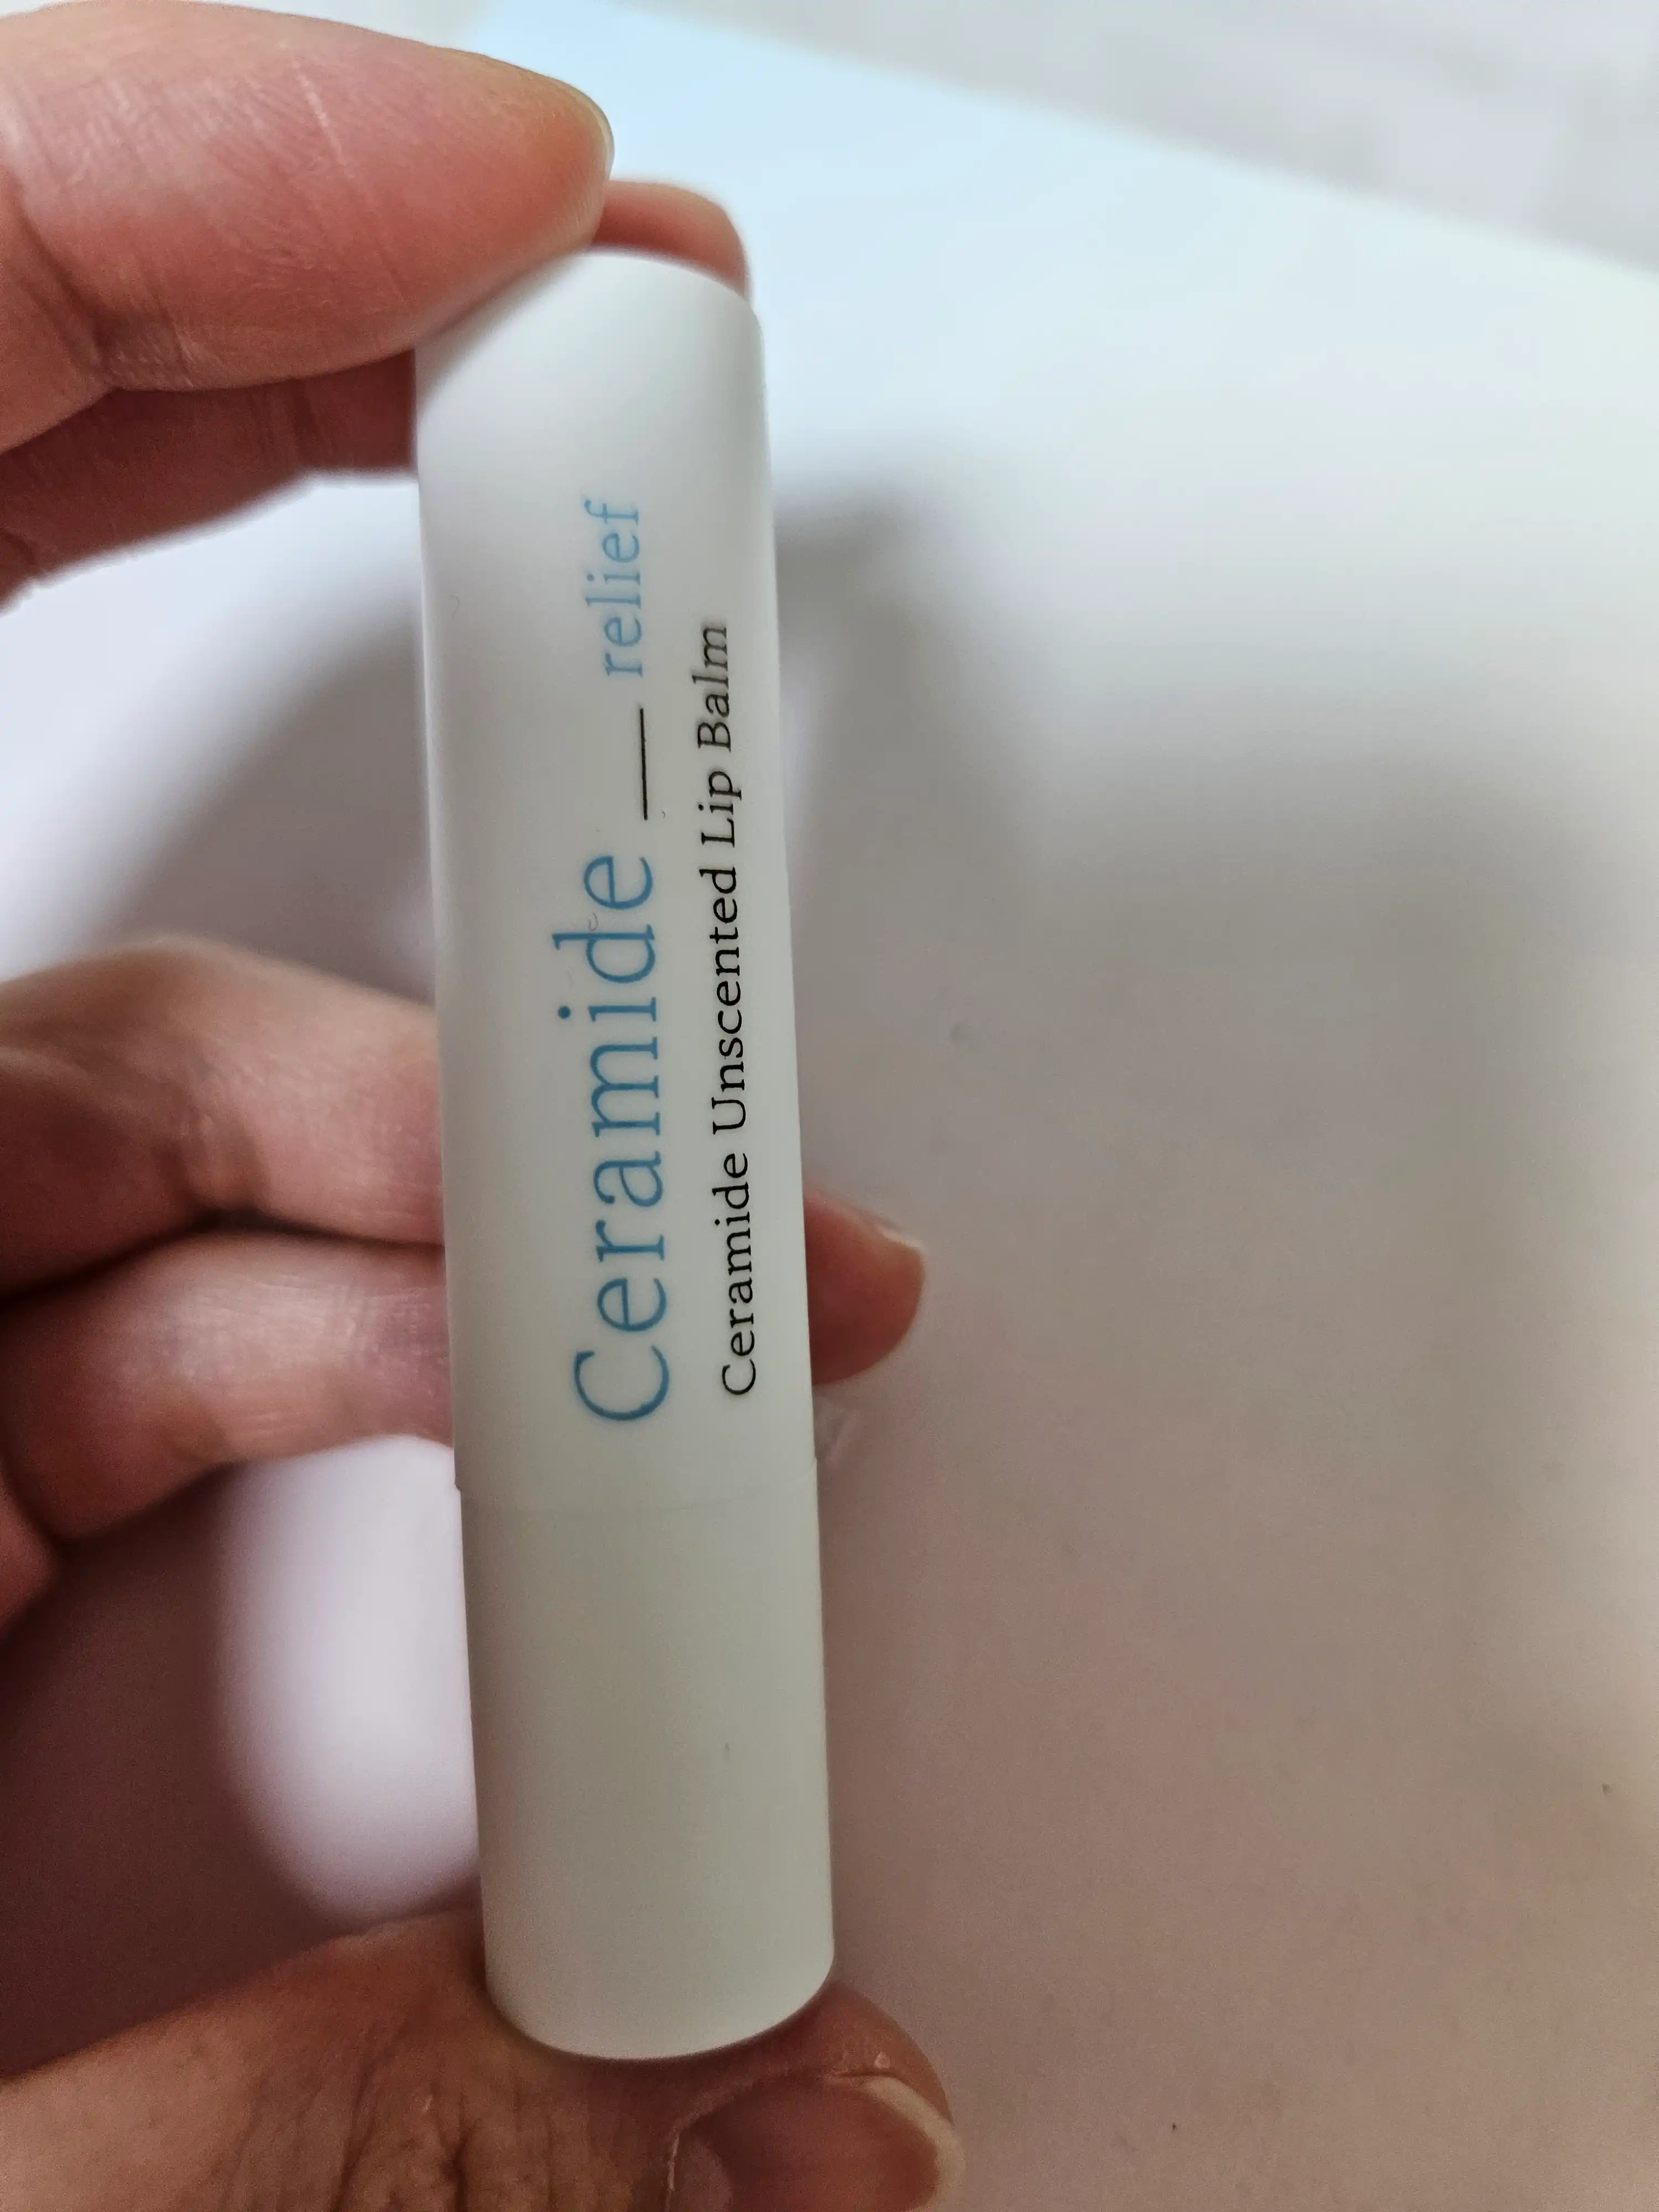 Ceramide — relief
Ceramide Unscented Lip Balm